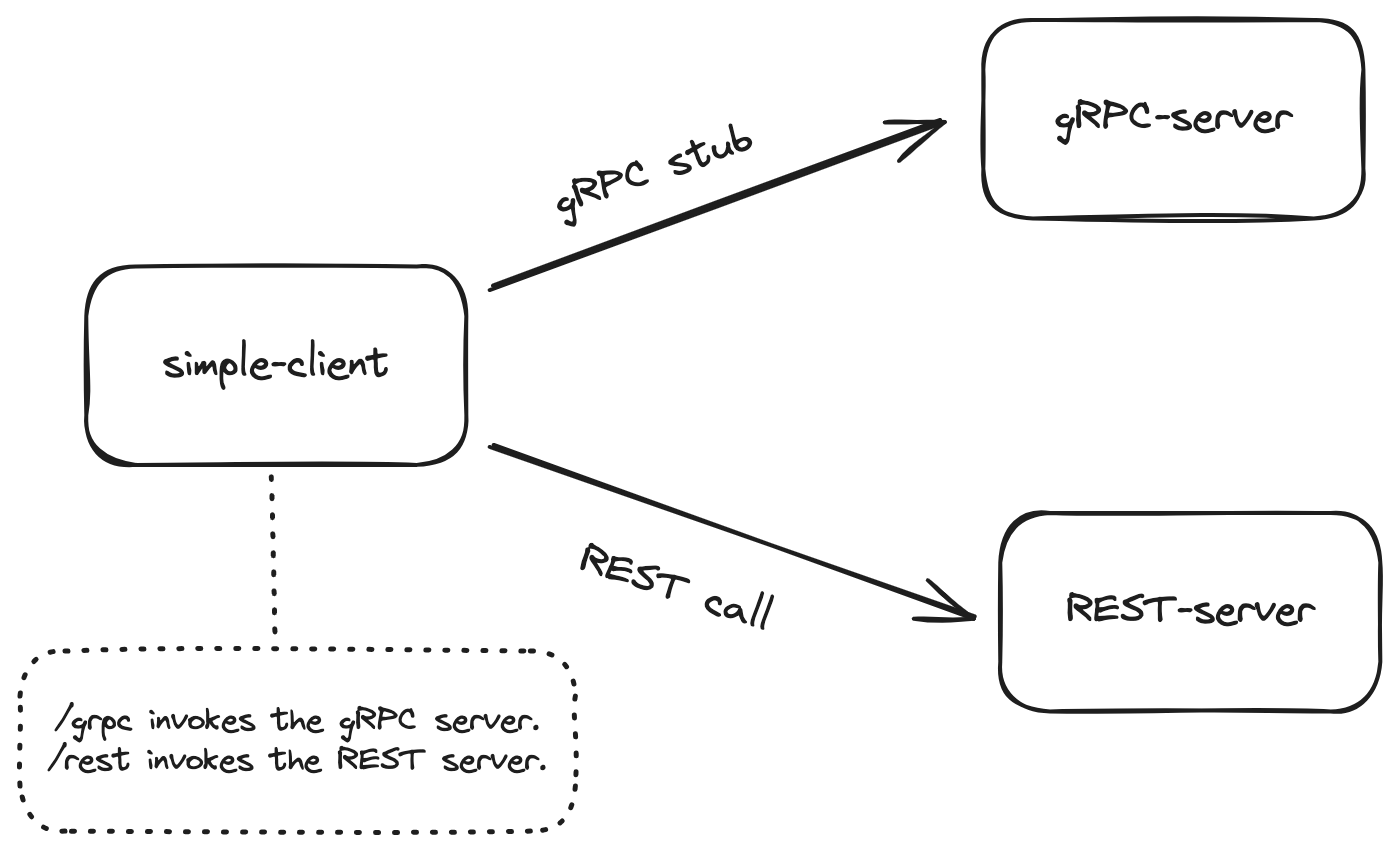 gRPC-server
gRPC stub
simple-client
REST call
REST-server
/grpc invokes the gRPC server.
/rest invokes the REST server.